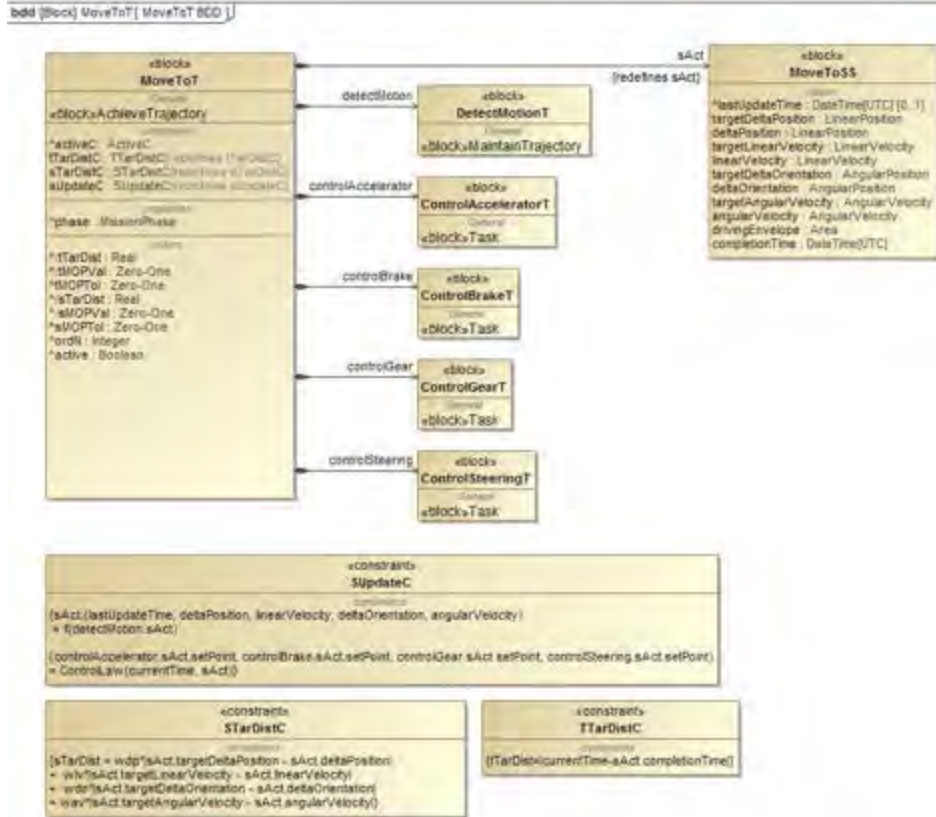 bdd [Block] MoveToT [ MoveToT BDD ]
«block»
MoveToT
General
«block»AchieveTrajectory
^activeC : ActiveC
tTarDistC : TTarDistC
sTarDistC : STarDistC
sUpdateC : SUpdateC
^phase : MissionPhase
^/tTarDist : Real
^/tMOPVal : Zero-One
^tMOPTol : Zero-One
^/sTarDist : Real
^/sMOPVal : Zero-One
^sMOPTol : Zero-One
^ordN : Integer
^active : Boolean
detectMotion
«block»
DetectMotionT
General
«block»MaintainTrajectory
controlAccelerator
«block»
ControlAcceleratorT
General
«block»Task
controlBrake
«block»
ControlBrakeT
General
«block»Task
controlGear
«block»
ControlGearT
General
«block»Task
controlSteering
«block»
ControlSteeringT
General
«block»Task
sAct
{redefines sAct}
«block»
MoveToSS
^lastUpdateTime : DateTime[UTC] [0..1]
targetDeltaPosition : LinearPosition
deltaPosition : LinearPosition
targetLinearVelocity : LinearVelocity
linearVelocity : LinearVelocity
targetDeltaOrientation : AngularPosition
deltaOrientation : AngularPosition
targetAngularVelocity : AngularVelocity
angularVelocity : AngularVelocity
drivingEnvelope : Area
completionTime : DateTime[UTC]
«constraint»
SUpdateC
{sAct.(lastUpdateTime, deltaPosition, linearVelocity, deltaOrientation, angularVelocity)
= f(detectMotion.sAct)
(controlAccelerator.sAct.setPoint, controlBrake.sAct.setPoint, controlGear.sAct.setPoint, controlSteering.sAct.setPoint)
= ControlLaw(currentTime, sAct)}
«constraint»
STarDistC
{sTarDist = wdp*|sAct.targetDeltaPosition - sAct.deltaPosition|
+ wlv*|sAct.targetLinearVelocity - sAct.linearVelocity|
+ wdo*|sAct.targetDeltaOrientation - sAct.deltaOrientation|
+ wav*|sAct.targetAngularVelocity - sAct.angularVelocity|}
«constraint»
TTarDistC
{tTarDist=|currentTime-sAct.completionTime|}